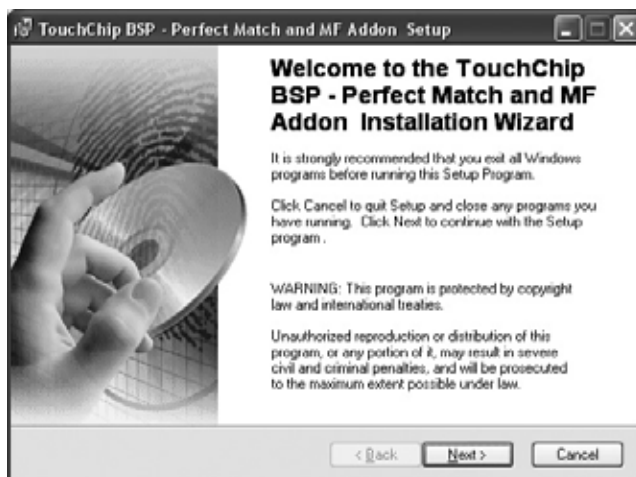 TouchChip BSP - Perfect Match and MF Addon  Setup
Welcome to the TouchChip
BSP - Perfect Match and MF
Addon  Installation Wizard
It is strongly recommended that you exit all Windows
programs before running this Setup Program.
Click Cancel to quit Setup and close any programs you
have running.  Click Next to continue with the Setup
program .
WARNING: This program is protected by copyright
law and international treaties.
Unauthorized reproduction or distribution of this
program, or any portion of it, may result in severe
civil and criminal penalties, and will be prosecuted
to the maximum extent possible under law.
< Back
Next >
Cancel